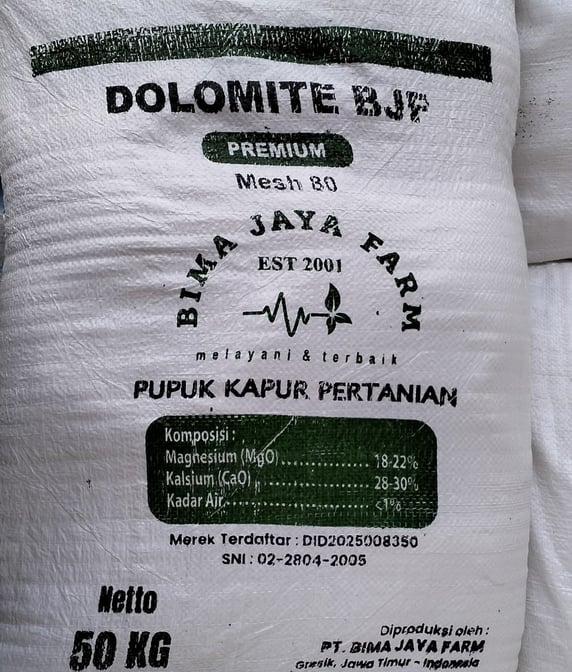 DOLOMITE BJP
PREMIUM
Mesh 80
BIMA JAYA FARM
EST 2001
melayani & terbaik
PUPUK KAPUR PERTANIAN
Komposisi :
Magnesium (MgO)........................ 18-22%
Kalsium (CaO)........................ 28-30%
Kadar Air........................ <1%
Merek Terdaftar : DID2025008350
SNI : 02-2804-2005
Netto
50 KG
Diproduksi oleh :
PT. BIMA JAYA FARM
Gresik, Jawa Timur - Indonesia